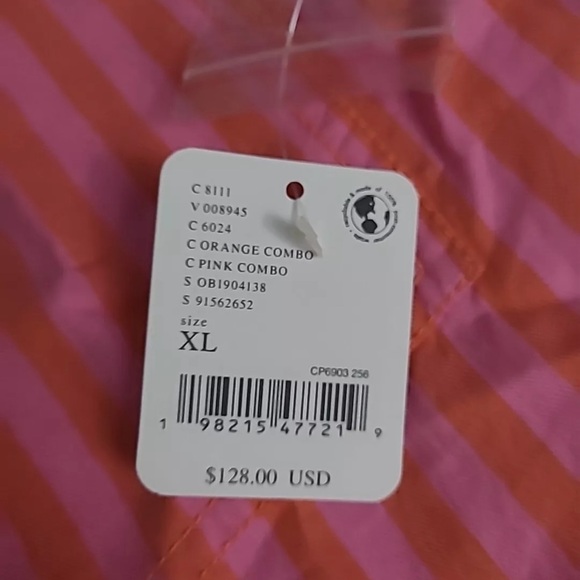 C 8111
V 008945
C 6024
C ORANGE COMBO
C PINK COMBO
S OB1904138
S 91562652
size
XL
CP6903 256
1 98215 47721 9
$128.00 USD